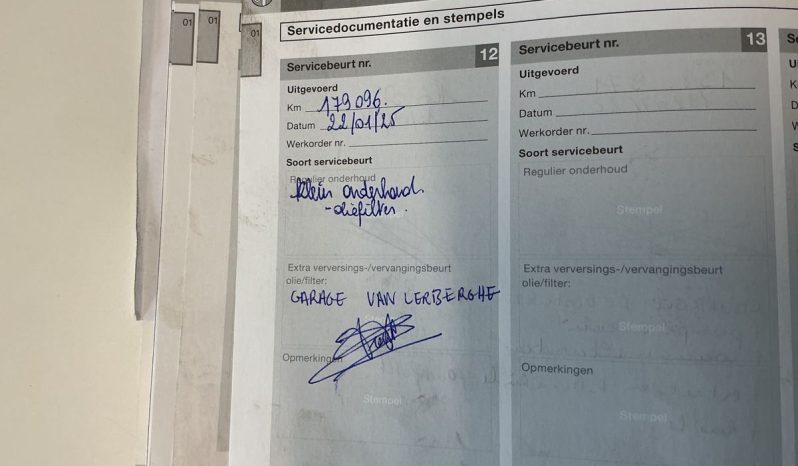 01
01
01
Servicedocumentatie en stempels
Servicebeurt nr. 12
Uitgevoerd
Km 179096.
Datum 22/01/25
Werkorder nr.
Soort servicebeurt
Regulier onderhoud
Klein onderhoud.
- oliefilter.
Stempel
Extra verversings-/vervangingsbeurt
olie/filter:
GARAGE VAN LERBERGHE
Opmerkingen
Stempel
Servicebeurt nr. 13
Uitgevoerd
Km
Datum
Werkorder nr.
Soort servicebeurt
Regulier onderhoud
Stempel
Extra verversings-/vervangingsbeurt
olie/filter:
Stempel
Opmerkingen
Stempel